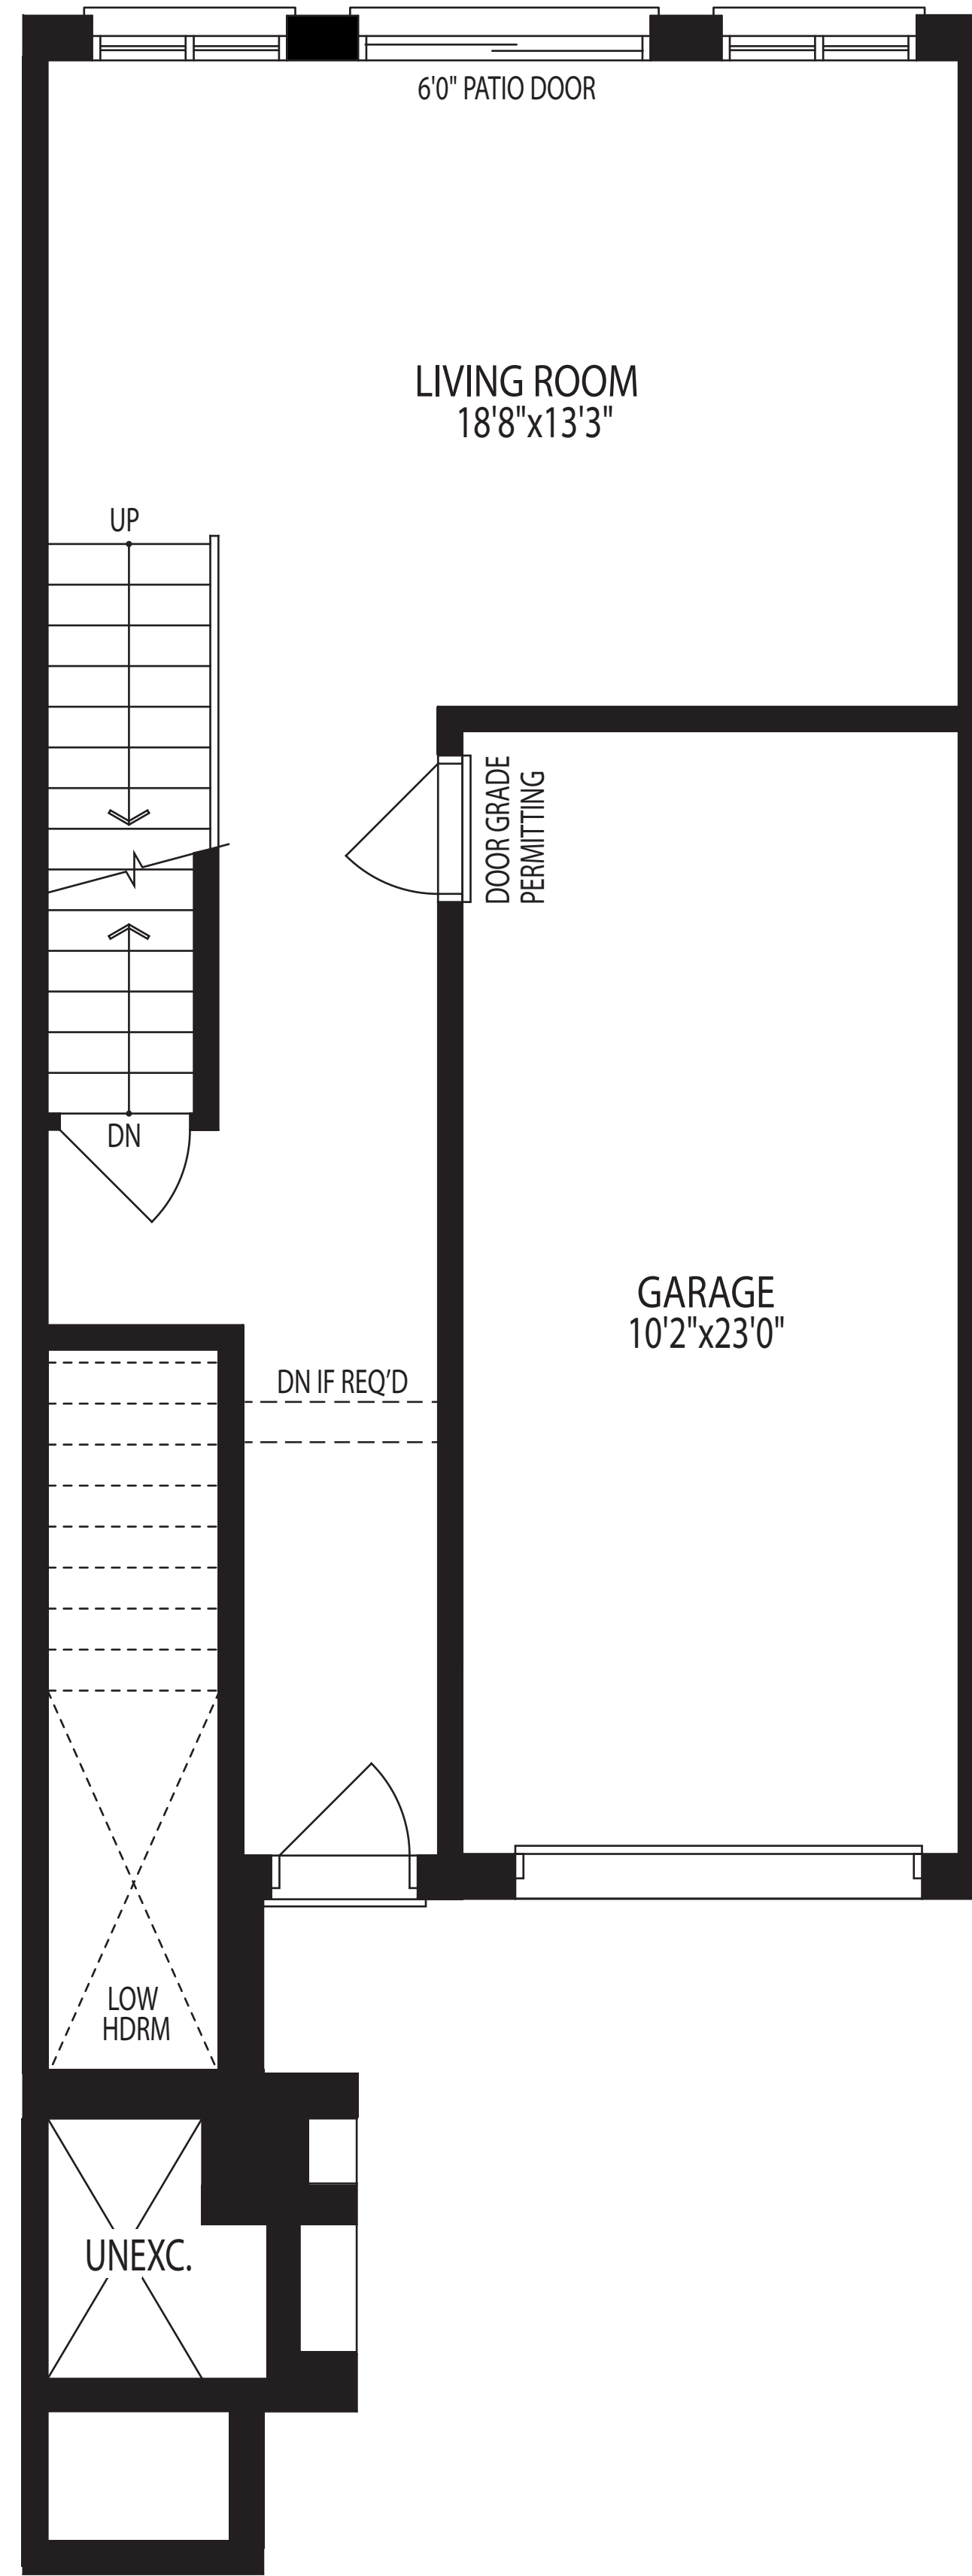 6'0" PATIO DOOR
LIVING ROOM
18'8"x13'3"
UP
DOOR GRADE
PERMITTING
DN
GARAGE
10'2"x23'0"
DN IF REQ’D
LOW
HDRM
UNEXC.